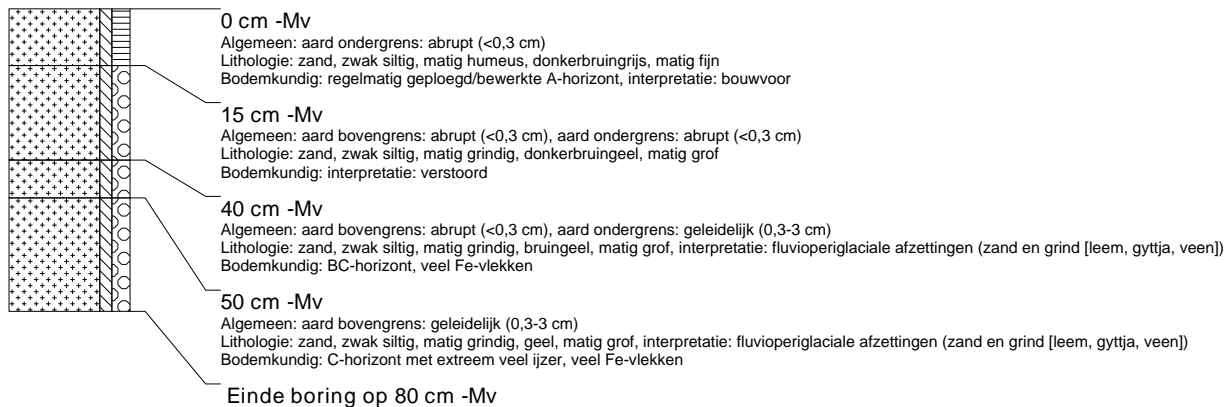 0 cm -Mv
Algemeen: aard ondergrens: abrupt (<0,3 cm)
Lithologie: zand, zwak siltig, matig humeus, donkerbruingrijs, matig fijn
Bodemkundig: regelmatig geploegd/bewerkte A-horizont, interpretatie: bouwvoor
15 cm -Mv
Algemeen: aard bovengrens: abrupt (<0,3 cm), aard ondergrens: abrupt (<0,3 cm)
Lithologie: zand, zwak siltig, matig grindig, donkerbruingeel, matig grof
Bodemkundig: interpretatie: verstoord
40 cm -Mv
Algemeen: aard bovengrens: abrupt (<0,3 cm), aard ondergrens: geleidelijk (0,3-3 cm)
Lithologie: zand, zwak siltig, matig grindig, bruingeel, matig grof, interpretatie: fluvioperiglaciale afzettingen (zand en grind [leem, gyttja, veen])
Bodemkundig: BC-horizont, veel Fe-vlekken
50 cm -Mv
Algemeen: aard bovengrens: geleidelijk (0,3-3 cm)
Lithologie: zand, zwak siltig, matig grindig, geel, matig grof, interpretatie: fluvioperiglaciale afzettingen (zand en grind [leem, gyttja, veen])
Bodemkundig: C-horizont met extreem veel ijzer, veel Fe-vlekken
Einde boring op 80 cm -Mv